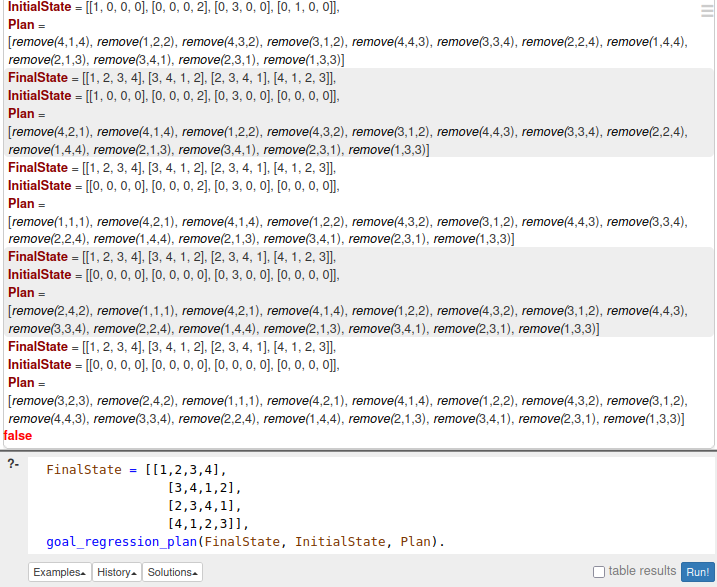 InitialState = [[1, 0, 0, 0], [0, 0, 0, 2], [0, 3, 0, 0], [0, 1, 0, 0]],
Plan =
[remove(4,1,4), remove(1,2,2), remove(4,3,2), remove(3,1,2), remove(4,4,3), remove(3,3,4), remove(2,2,4), remove(1,4,4),
remove(2,1,3), remove(3,4,1), remove(2,3,1), remove(1,3,3)]
FinalState = [[1, 2, 3, 4], [3, 4, 1, 2], [2, 3, 4, 1], [4, 1, 2, 3]],
InitialState = [[1, 0, 0, 0], [0, 0, 0, 2], [0, 3, 0, 0], [0, 0, 0, 0]],
Plan =
[remove(4,2,1), remove(4,1,4), remove(1,2,2), remove(4,3,2), remove(3,1,2), remove(4,4,3), remove(3,3,4), remove(2,2,4),
remove(1,4,4), remove(2,1,3), remove(3,4,1), remove(2,3,1), remove(1,3,3)]
FinalState = [[1, 2, 3, 4], [3, 4, 1, 2], [2, 3, 4, 1], [4, 1, 2, 3]],
InitialState = [[0, 0, 0, 0], [0, 0, 0, 2], [0, 3, 0, 0], [0, 0, 0, 0]],
Plan =
[remove(1,1,1), remove(4,2,1), remove(4,1,4), remove(1,2,2), remove(4,3,2), remove(3,1,2), remove(4,4,3), remove(3,3,4),
remove(2,2,4), remove(1,4,4), remove(2,1,3), remove(3,4,1), remove(2,3,1), remove(1,3,3)]
FinalState = [[1, 2, 3, 4], [3, 4, 1, 2], [2, 3, 4, 1], [4, 1, 2, 3]],
InitialState = [[0, 0, 0, 0], [0, 0, 0, 0], [0, 3, 0, 0], [0, 0, 0, 0]],
Plan =
[remove(2,4,2), remove(1,1,1), remove(4,2,1), remove(4,1,4), remove(1,2,2), remove(4,3,2), remove(3,1,2), remove(4,4,3),
remove(3,3,4), remove(2,2,4), remove(1,4,4), remove(2,1,3), remove(3,4,1), remove(2,3,1), remove(1,3,3)]
FinalState = [[1, 2, 3, 4], [3, 4, 1, 2], [2, 3, 4, 1], [4, 1, 2, 3]],
InitialState = [[0, 0, 0, 0], [0, 0, 0, 0], [0, 0, 0, 0], [0, 0, 0, 0]],
Plan =
[remove(3,2,3), remove(2,4,2), remove(1,1,1), remove(4,2,1), remove(4,1,4), remove(1,2,2), remove(4,3,2), remove(3,1,2),
remove(4,4,3), remove(3,3,4), remove(2,2,4), remove(1,4,4), remove(2,1,3), remove(3,4,1), remove(2,3,1), remove(1,3,3)]
false
?- FinalState = [[1,2,3,4],
[3,4,1,2],
[2,3,4,1],
[4,1,2,3]],
goal_regression_plan(FinalState, InitialState, Plan).
Examples History Solutions table results Run!